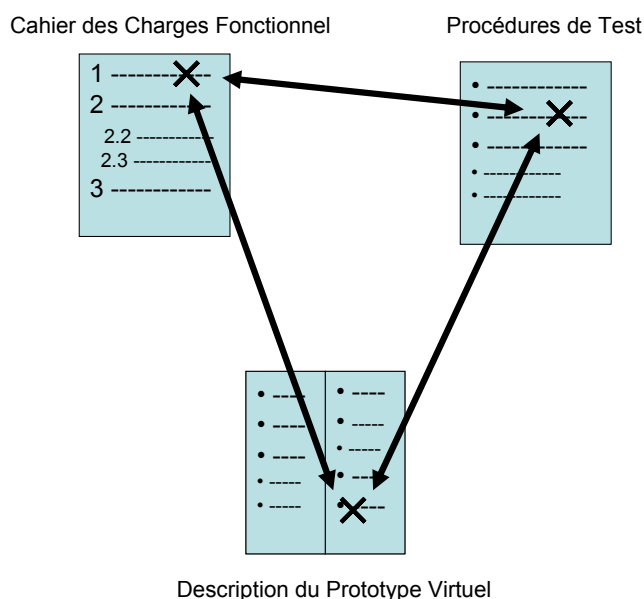 Cahier des Charges Fonctionnel
Procédures de Test
1
2
2.2
2.3
3
Description du Prototype Virtuel